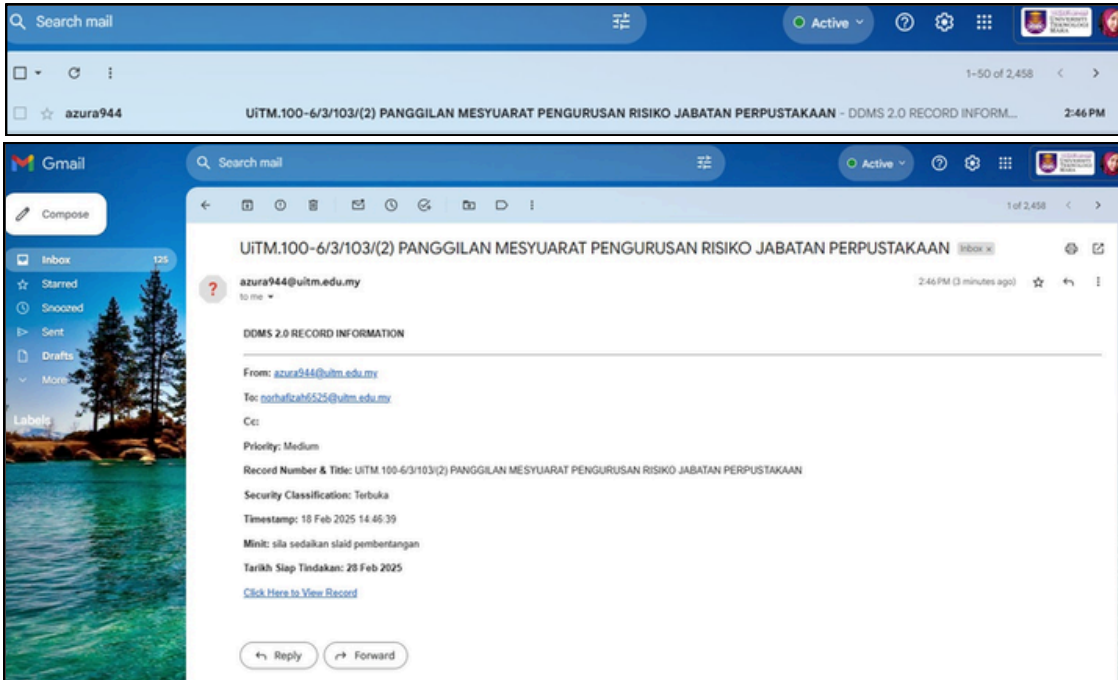 Search mail
Active
UNIVERSITI
TEKNOLOGI
MARA
1–50 of 2,458
azura944
UiTM.100-6/3/103/(2) PANGGILAN MESYUARAT PENGURUSAN RISIKO JABATAN PERPUSTAKAAN - DDMS 2.0 RECORD INFORM...
2:46 PM
Gmail
Search mail
Active
Compose
1 of 2,458
Inbox 125
Starred
Snoozed
Sent
Drafts
More
Labels
UiTM.100-6/3/103/(2) PANGGILAN MESYUARAT PENGURUSAN RISIKO JABATAN PERPUSTAKAAN Inbox x
azura944@uitm.edu.my
2:46 PM (3 minutes ago)
to me
DDMS 2.0 RECORD INFORMATION
From: azura944@uitm.edu.my
To: norhafizah6525@uitm.edu.my
Cc:
Priority: Medium
Record Number & Title: UiTM.100-6/3/103/(2) PANGGILAN MESYUARAT PENGURUSAN RISIKO JABATAN PERPUSTAKAAN
Security Classification: Terbuka
Timestamp: 18 Feb 2025 14:46:39
Minit: sila sedaikan slaid pembentangan
Tarikh Siap Tindakan: 28 Feb 2025
Click Here to View Record
Reply
Forward